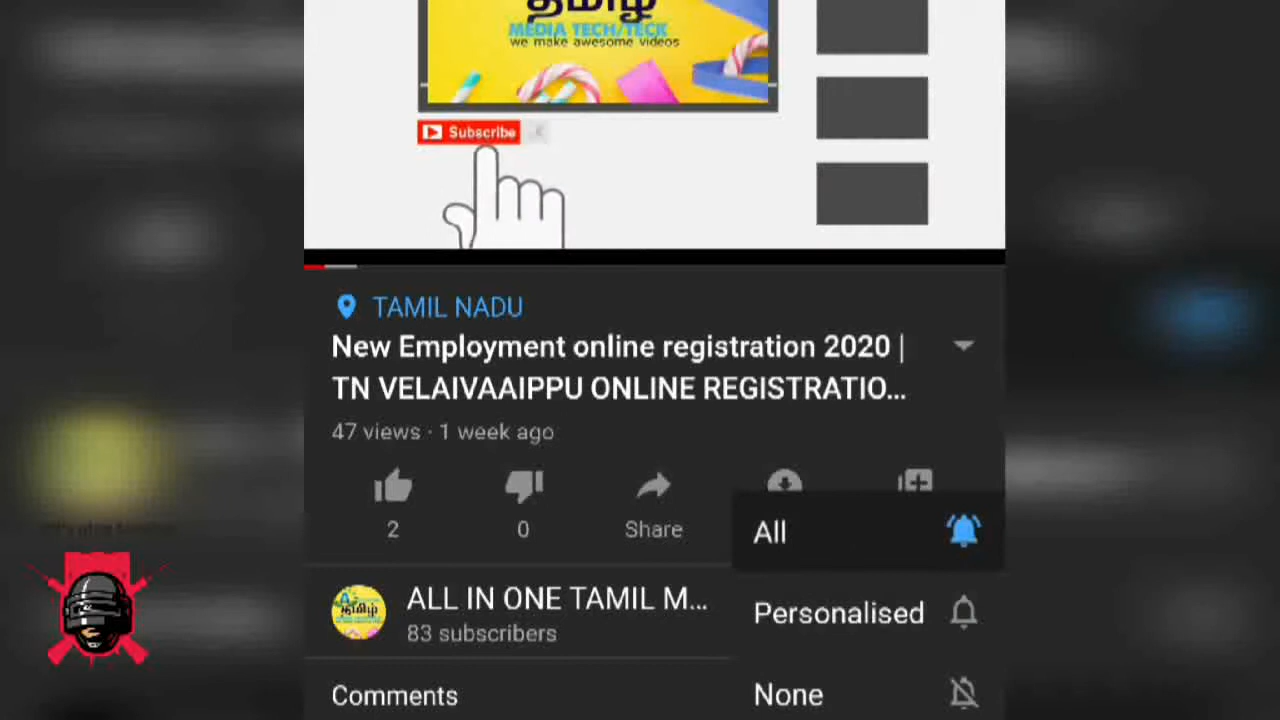 தமிழ்
MEDIA TECH/TECK
we make awesome videos
Subscribe
TAMIL NADU
New Employment online registration 2020 |
TN VELAIVAAIPPU ONLINE REGISTRATIO...
47 views · 1 week ago
2
0
Share
All
ALL IN ONE TAMIL M...
83 subscribers
Personalised
Comments
None